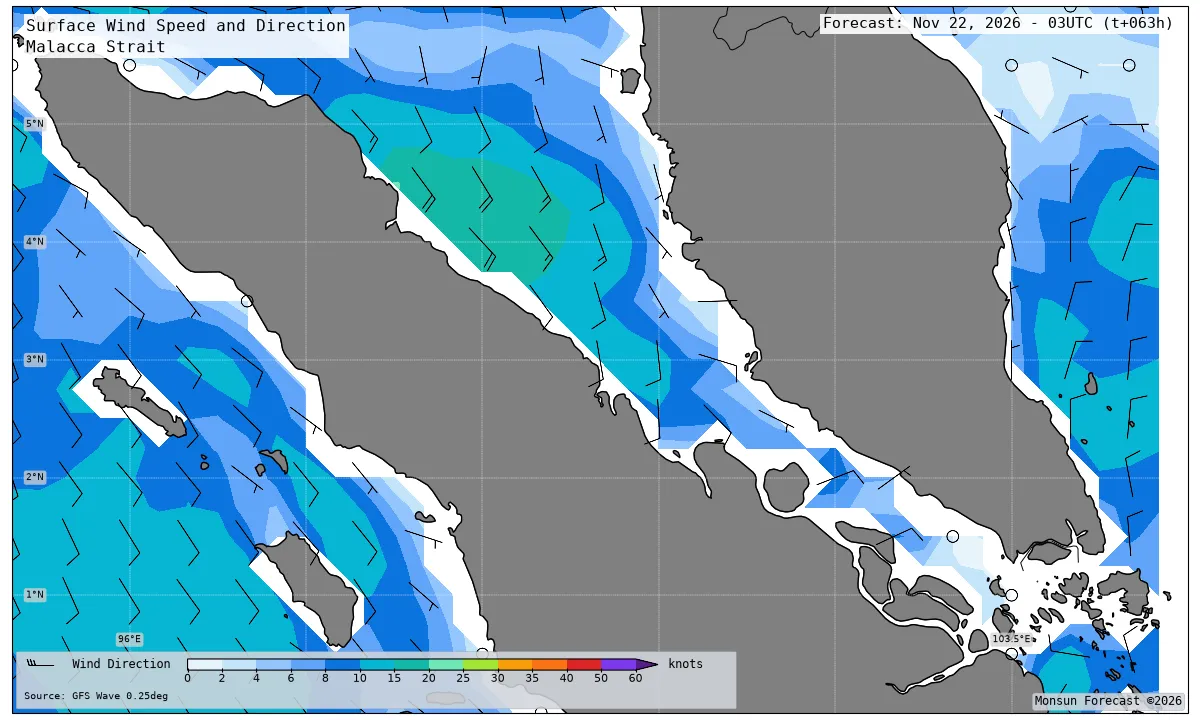 Surface Wind Speed and Direction
Malacca Strait
Forecast: Nov 22, 2026 - 03UTC (t+063h)
5°N
4°N
3°N
2°N
1°N
96°E
103.5°E
Wind Direction
0 2 4 6 8 10 15 20 25 30 35 40 50 60
knots
Source: GFS Wave 0.25deg
Monsun Forecast ©2026